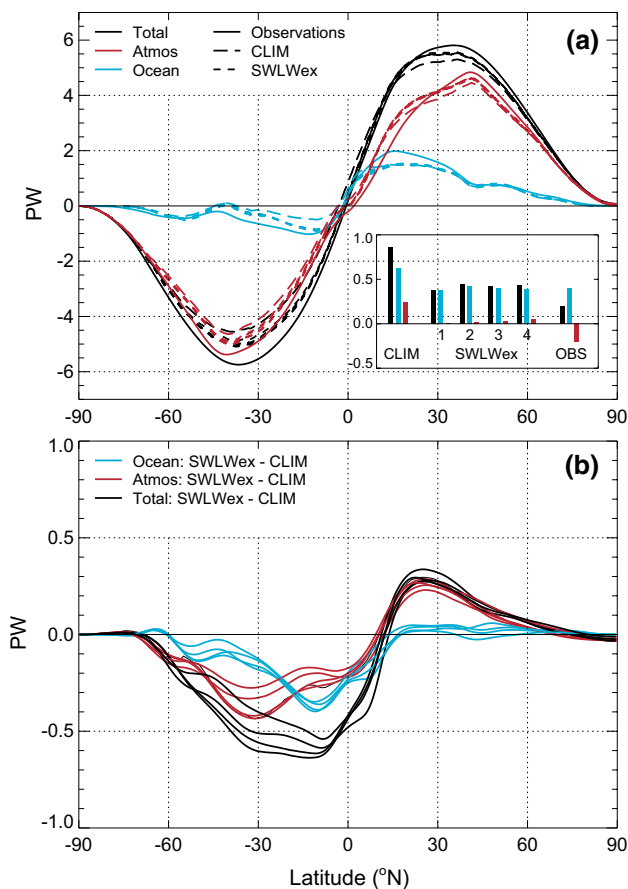 Total
Atmos
Ocean
Observations
CLIM
SWLWex
(a)
6
4
2
0
-2
-4
-6
PW
1.0
0.5
0.0
-0.5
CLIM
1 2 3 4
SWLWex
OBS
-90 -60 -30 0 30 60 90
Ocean: SWLWex - CLIM
Atmos: SWLWex - CLIM
Total: SWLWex - CLIM
(b)
1.0
0.5
0.0
-0.5
-1.0
PW
-90 -60 -30 0 30 60 90
Latitude (°N)